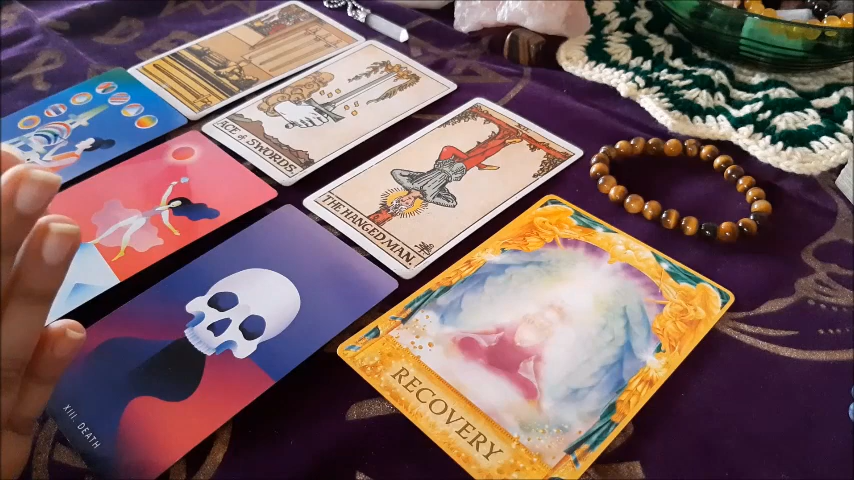 ACE of SWORDS.
THE HANGED MAN.
XIII. DEATH
RECOVERY